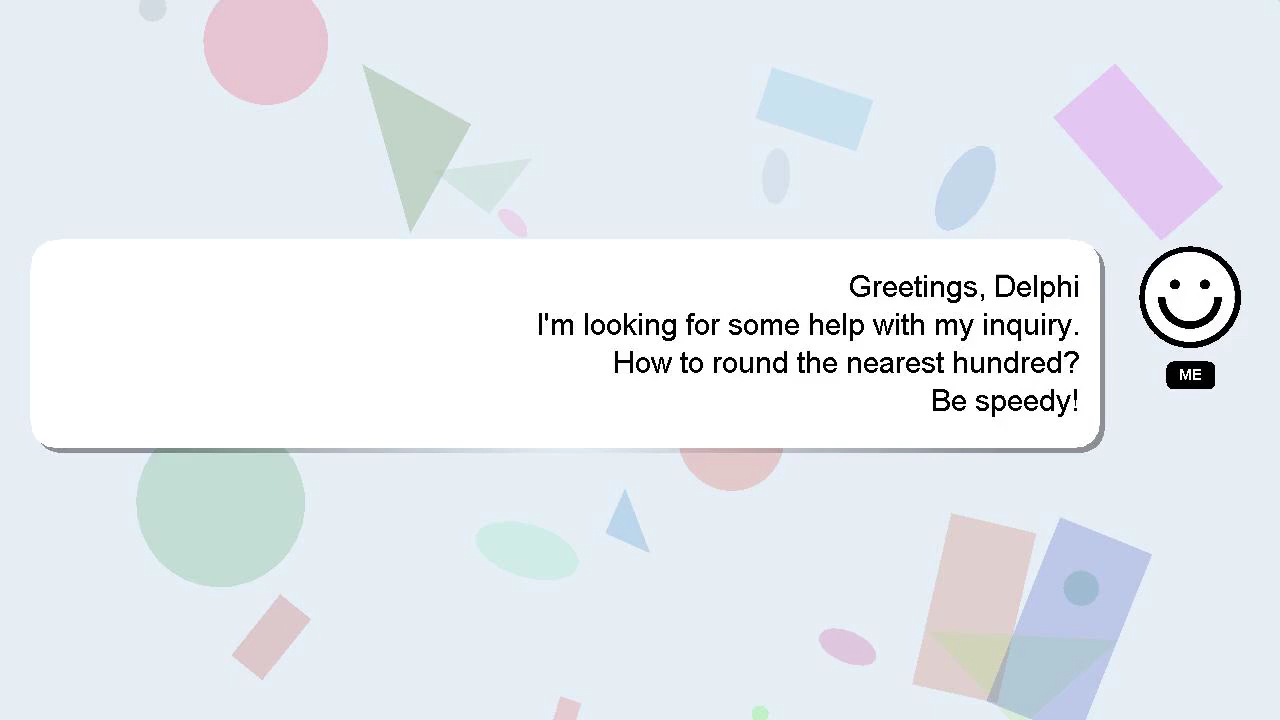 Greetings, Delphi
I'm looking for some help with my inquiry.
How to round the nearest hundred?
Be speedy!
ME